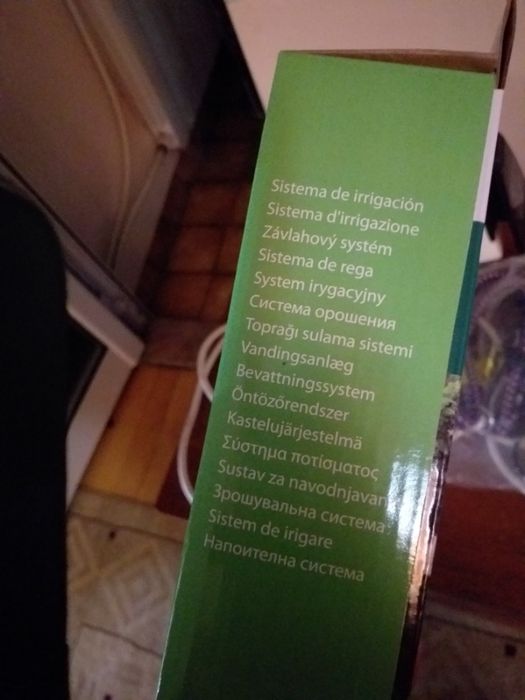 Sistema de irrigación
Sistema d'irrigazione
Závlahový systém
Sistema de rega
System irygacyjny
Система орошения
Toprağı sulama sistemi
Vandingsanlæg
Bevattningssystem
Öntözőrendszer
Kastelujärjestelmä
Σύστημα ποτίσματος
Sustav za navodnjavan
Зрошувальна система
Sistem de irigare
Напоителна система